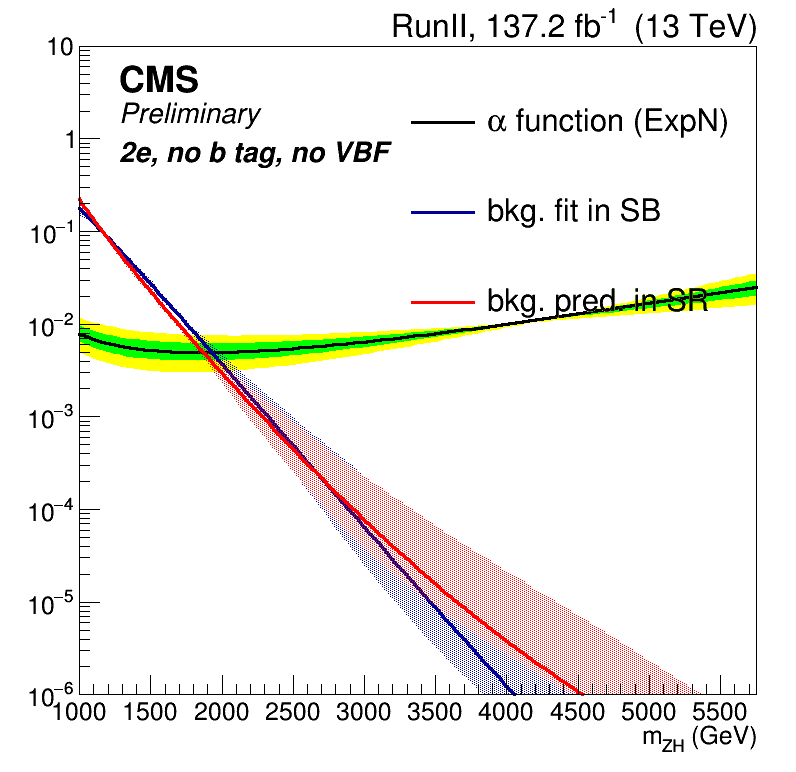 RunII, 137.2 fb⁻¹ (13 TeV)
CMS
Preliminary
2e, no b tag, no VBF
α function (ExpN)
bkg. fit in SB
bkg. pred. in SR
10
1
10⁻¹
10⁻²
10⁻³
10⁻⁴
10⁻⁵
10⁻⁶
1000 1500 2000 2500 3000 3500 4000 4500 5000 5500
m_ZH (GeV)